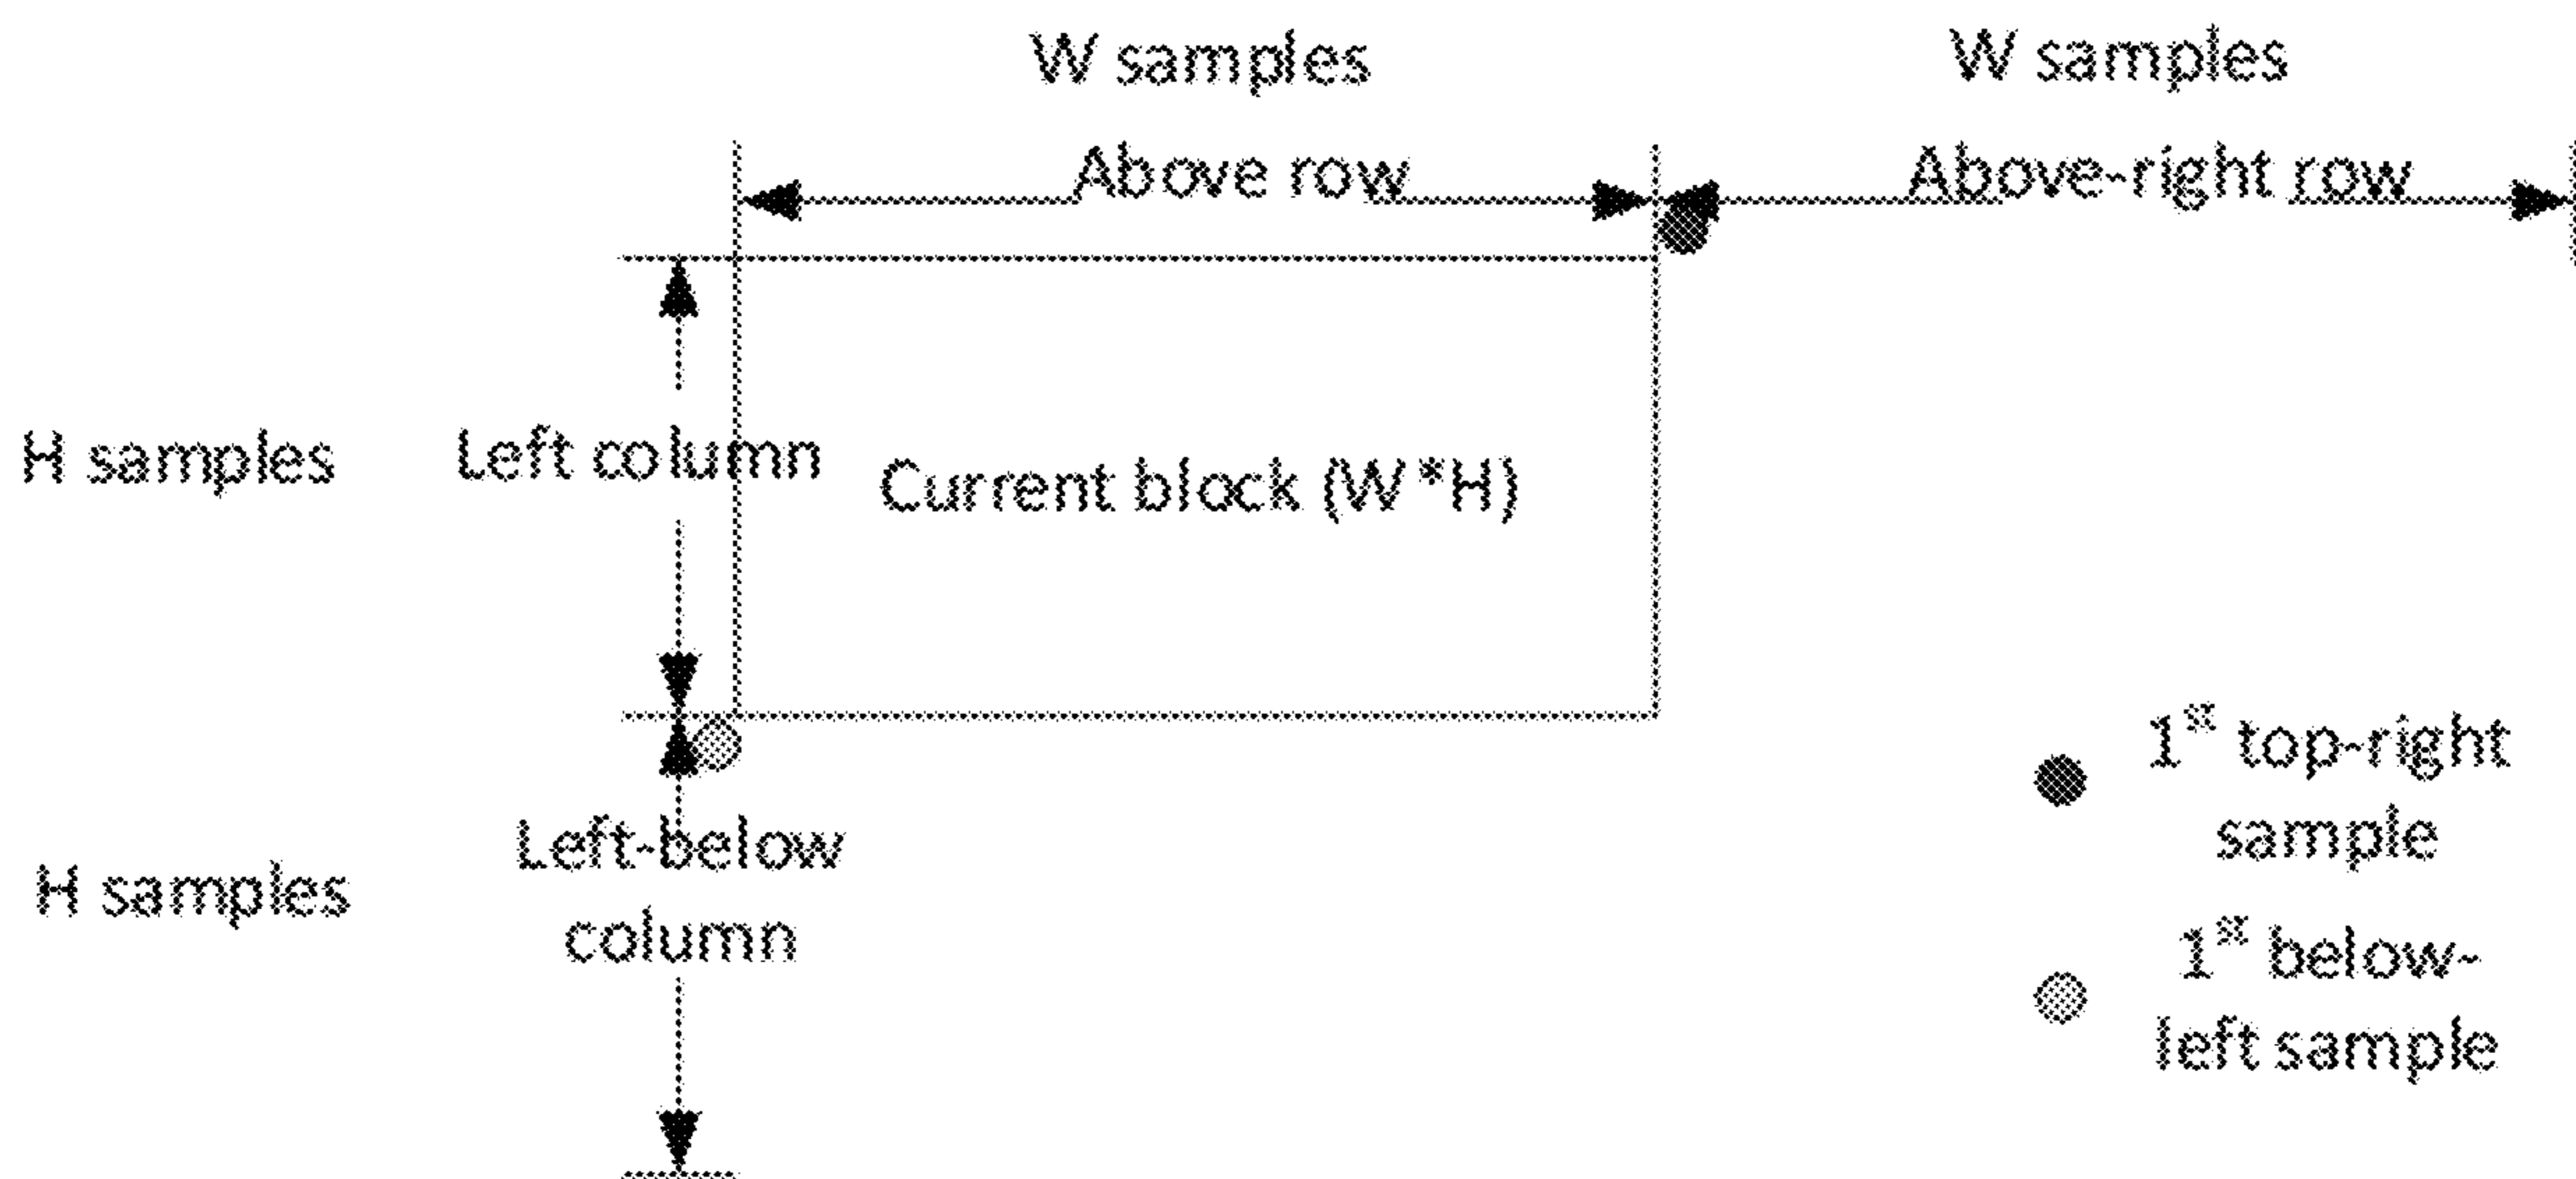 W samples
W samples
Above row
Above-right row
H samples
Left column
Current block (W*H)
1st top-right
sample
Left-below
column
H samples
1st below-
left sample